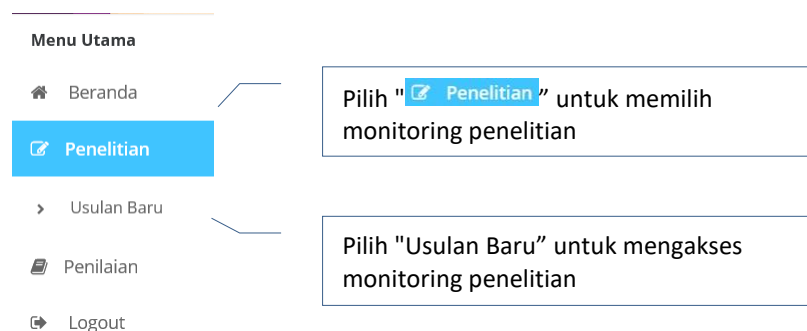 Menu Utama
Beranda
Penelitian
Usulan Baru
Penilaian
Logout
Pilih "Penelitian” untuk memilih
monitoring penelitian
Pilih "Usulan Baru” untuk mengakses
monitoring penelitian